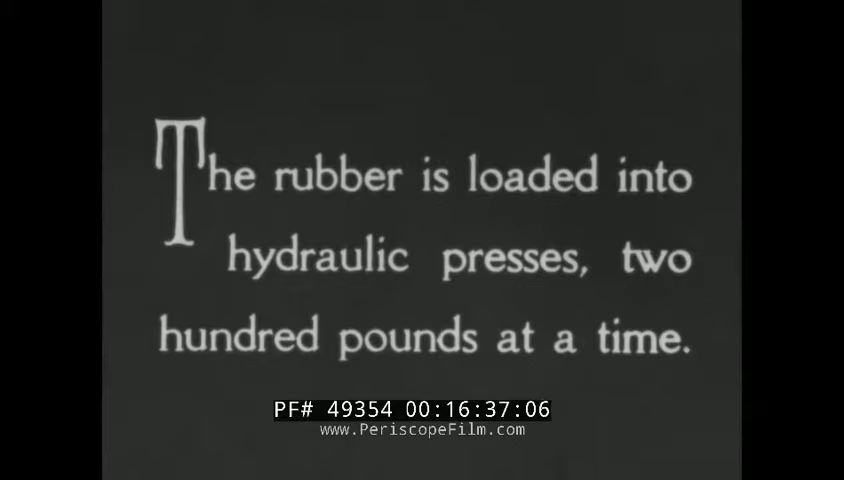 The rubber is loaded into
hydraulic presses, two
hundred pounds at a time.
PF# 49354 00:16:37:06
www.PeriscopeFilm.com